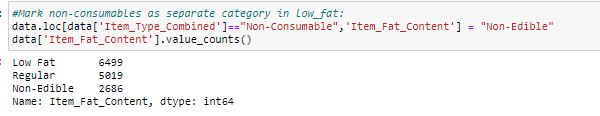 #Mark non-consumables as separate category in low_fat:
data.loc[data['Item_Type_Combined']=="Non-Consumable",'Item_Fat_Content'] = "Non-Edible"
data['Item_Fat_Content'].value_counts()
Low Fat       6499
Regular       5019
Non-Edible    2686
Name: Item_Fat_Content, dtype: int64